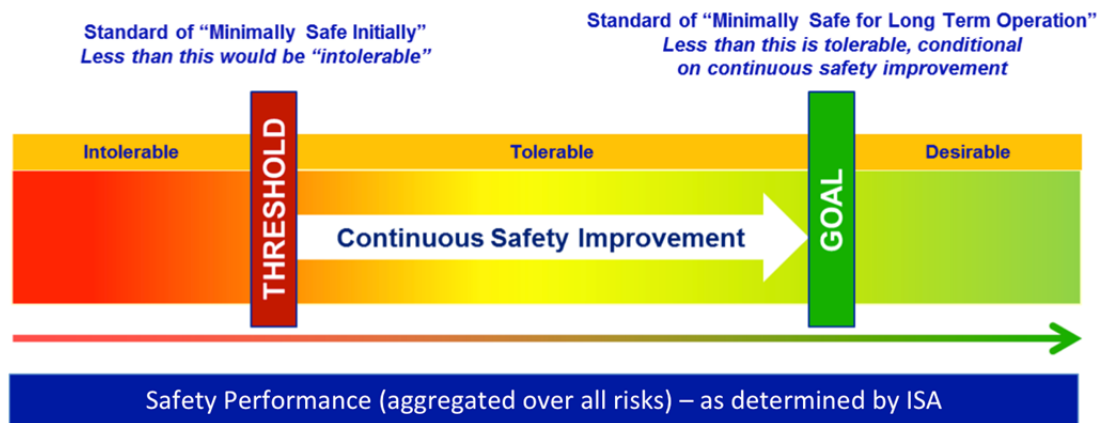 Standard of “Minimally Safe Initially”
Less than this would be “intolerable”
Standard of “Minimally Safe for Long Term Operation”
Less than this is tolerable, conditional
on continuous safety improvement
Intolerable
THRESHOLD
Tolerable
GOAL
Desirable
Continuous Safety Improvement
Safety Performance (aggregated over all risks) – as determined by ISA